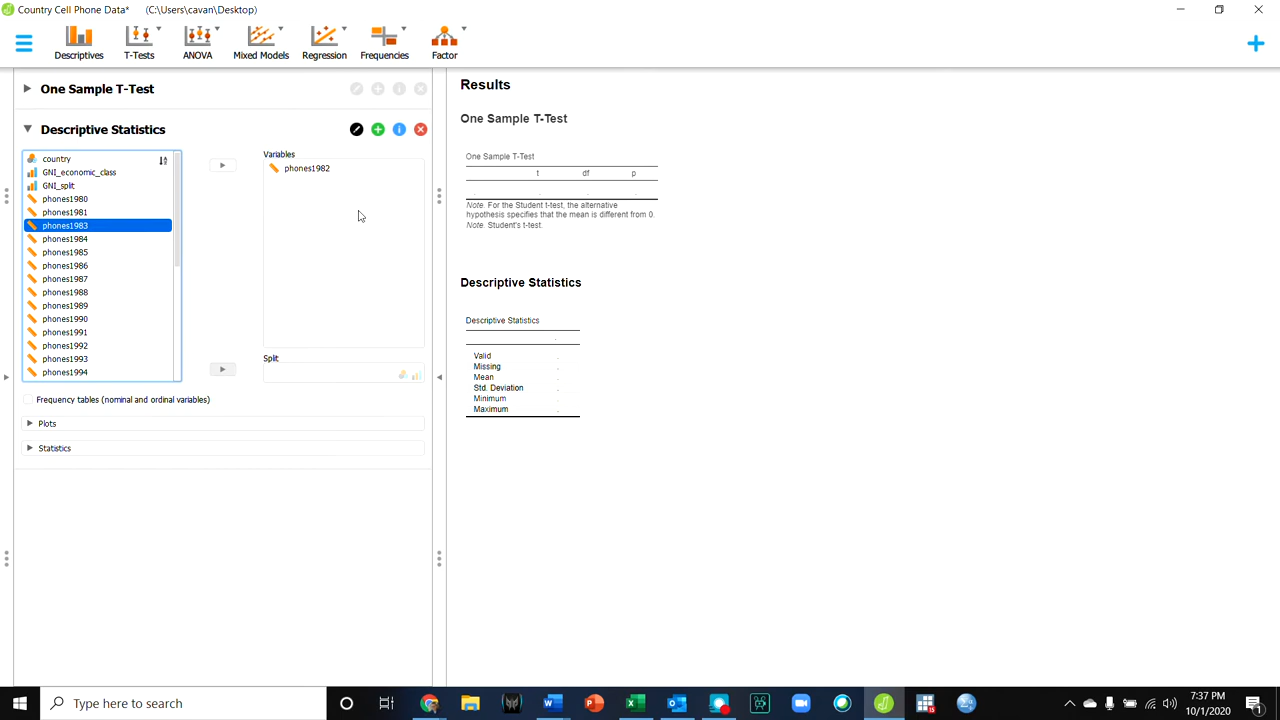 Country Cell Phone Data* (C:\Users\cavan\Desktop)
Descriptives T-Tests ANOVA Mixed Models Regression Frequencies Factor
One Sample T-Test
Descriptive Statistics
country
GNI_economic_class
GNI_split
phones1980
phones1981
phones1983
phones1984
phones1985
phones1986
phones1987
phones1988
phones1989
phones1990
phones1991
phones1992
phones1993
phones1994
Variables
phones1982
Split
Frequency tables (nominal and ordinal variables)
Plots
Statistics
Results
One Sample T-Test
One Sample T-Test
t df p
Note. For the Student t-test, the alternative
hypothesis specifies that the mean is different from 0.
Note. Student's t-test.
Descriptive Statistics
Descriptive Statistics
Valid
Missing
Mean
Std. Deviation
Minimum
Maximum
Type here to search
7:37 PM
10/1/2020
1